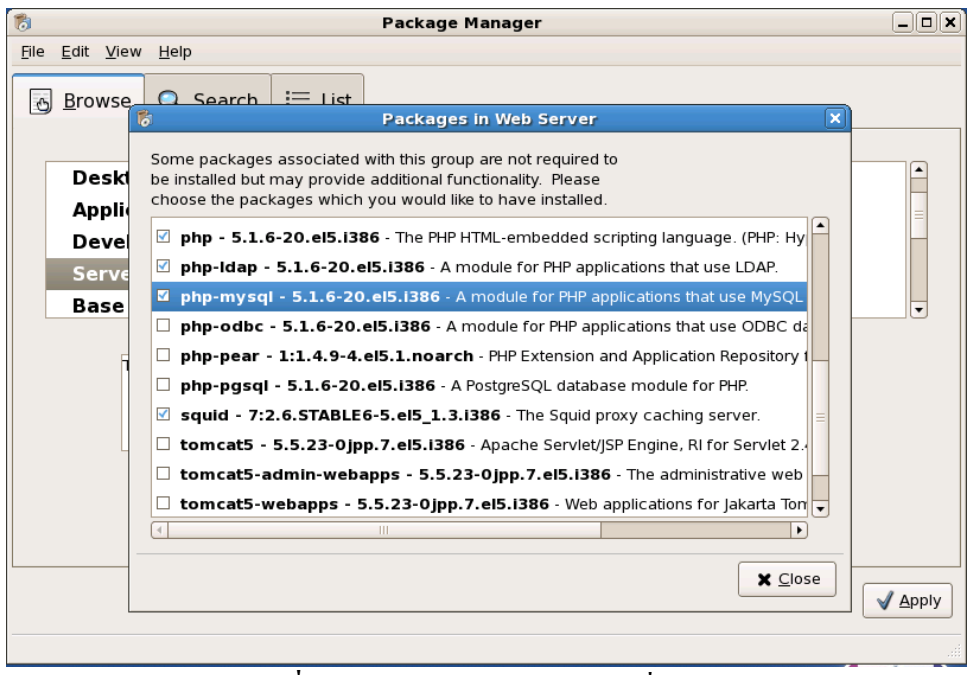 Package Manager
File Edit View Help
Browse Search List
Packages in Web Server
Some packages associated with this group are not required to
be installed but may provide additional functionality. Please
choose the packages which you would like to have installed.
Deskt
Applic
Devel
Serve
Base
php - 5.1.6-20.el5.i386 - The PHP HTML-embedded scripting language. (PHP: Hy
php-ldap - 5.1.6-20.el5.i386 - A module for PHP applications that use LDAP.
php-mysql - 5.1.6-20.el5.i386 - A module for PHP applications that use MySQL
php-odbc - 5.1.6-20.el5.i386 - A module for PHP applications that use ODBC da
php-pear - 1:1.4.9-4.el5.1.noarch - PHP Extension and Application Repository f
php-pgsql - 5.1.6-20.el5.i386 - A PostgreSQL database module for PHP.
squid - 7:2.6.STABLE6-5.el5_1.3.i386 - The Squid proxy caching server.
tomcat5 - 5.5.23-0jpp.7.el5.i386 - Apache Servlet/JSP Engine, RI for Servlet 2.4
tomcat5-admin-webapps - 5.5.23-0jpp.7.el5.i386 - The administrative web
tomcat5-webapps - 5.5.23-0jpp.7.el5.i386 - Web applications for Jakarta Tom
Close
Apply